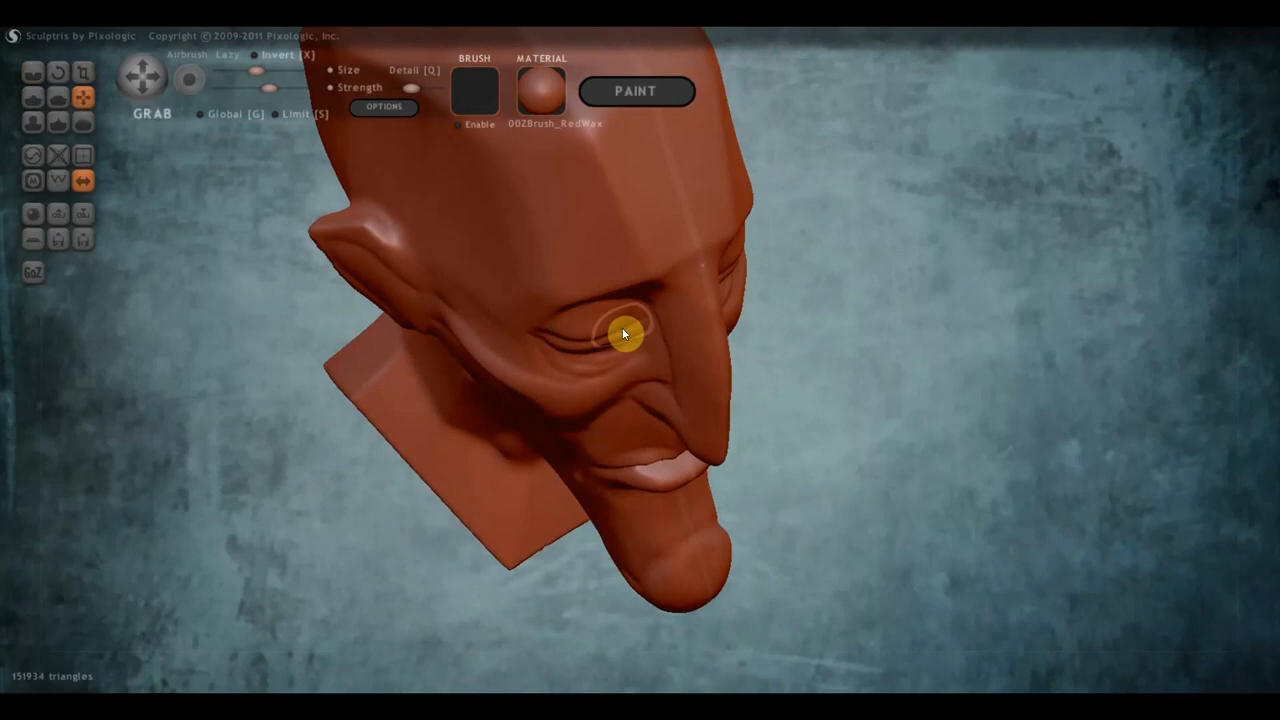 Sculptris by Pixologic Copyright © 2009-2011 Pixologic, Inc.
Airbrush Lazy Invert [X]
BRUSH MATERIAL
Size Detail [Q]
Strength
PAINT
OPTIONS
GRAB Global [G] Limit [S]
Enable 00ZBrush_RedWax
GoZ
151934 triangles